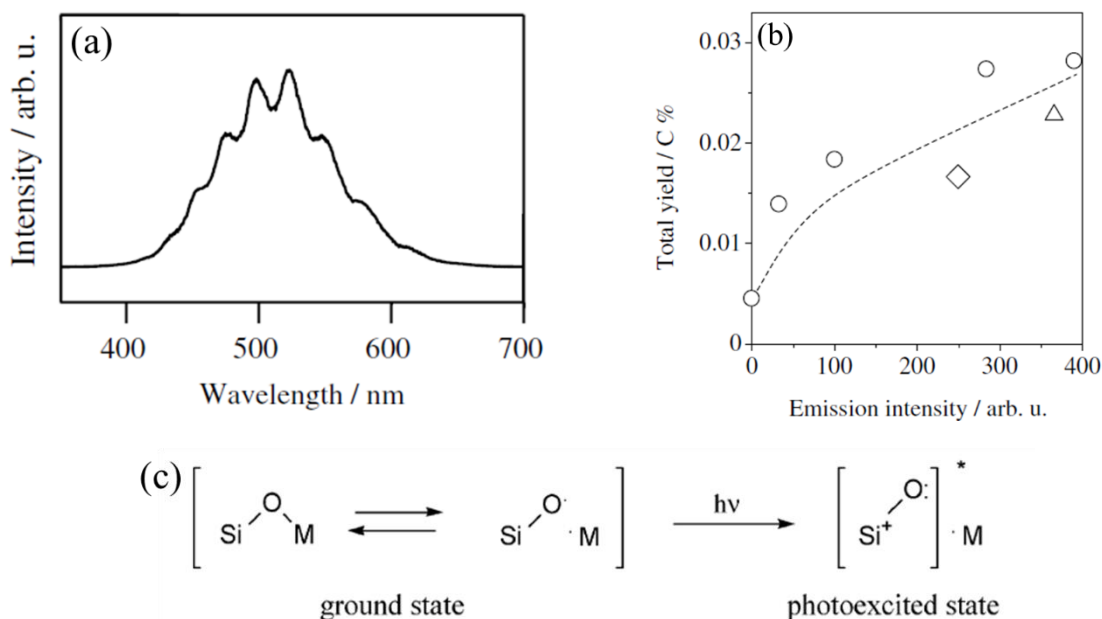 (a)
Intensity / arb. u.
400 500 600 700
Wavelength / nm
(b)
Total yield / C %
0.03
0.02
0.01
0
0 100 200 300 400
Emission intensity / arb. u.
(c)
O
Si M
O·
Si ·M
hν
*
O:
Si+ ·M
ground state
photoexcited state